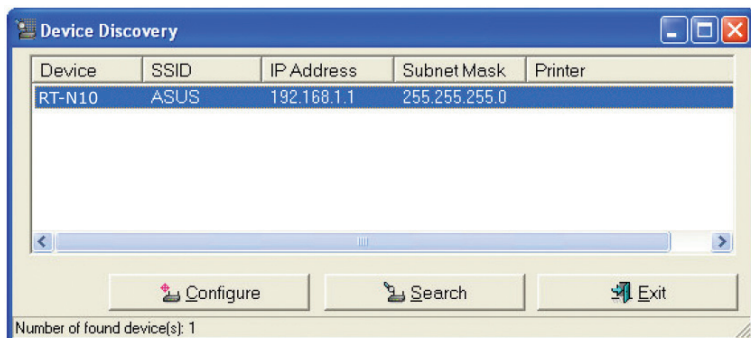 Device Discovery
Device SSID IP Address Subnet Mask Printer
RT-N10 ASUS 192.168.1.1 255.255.255.0
Configure Search Exit
Number of found device(s): 1